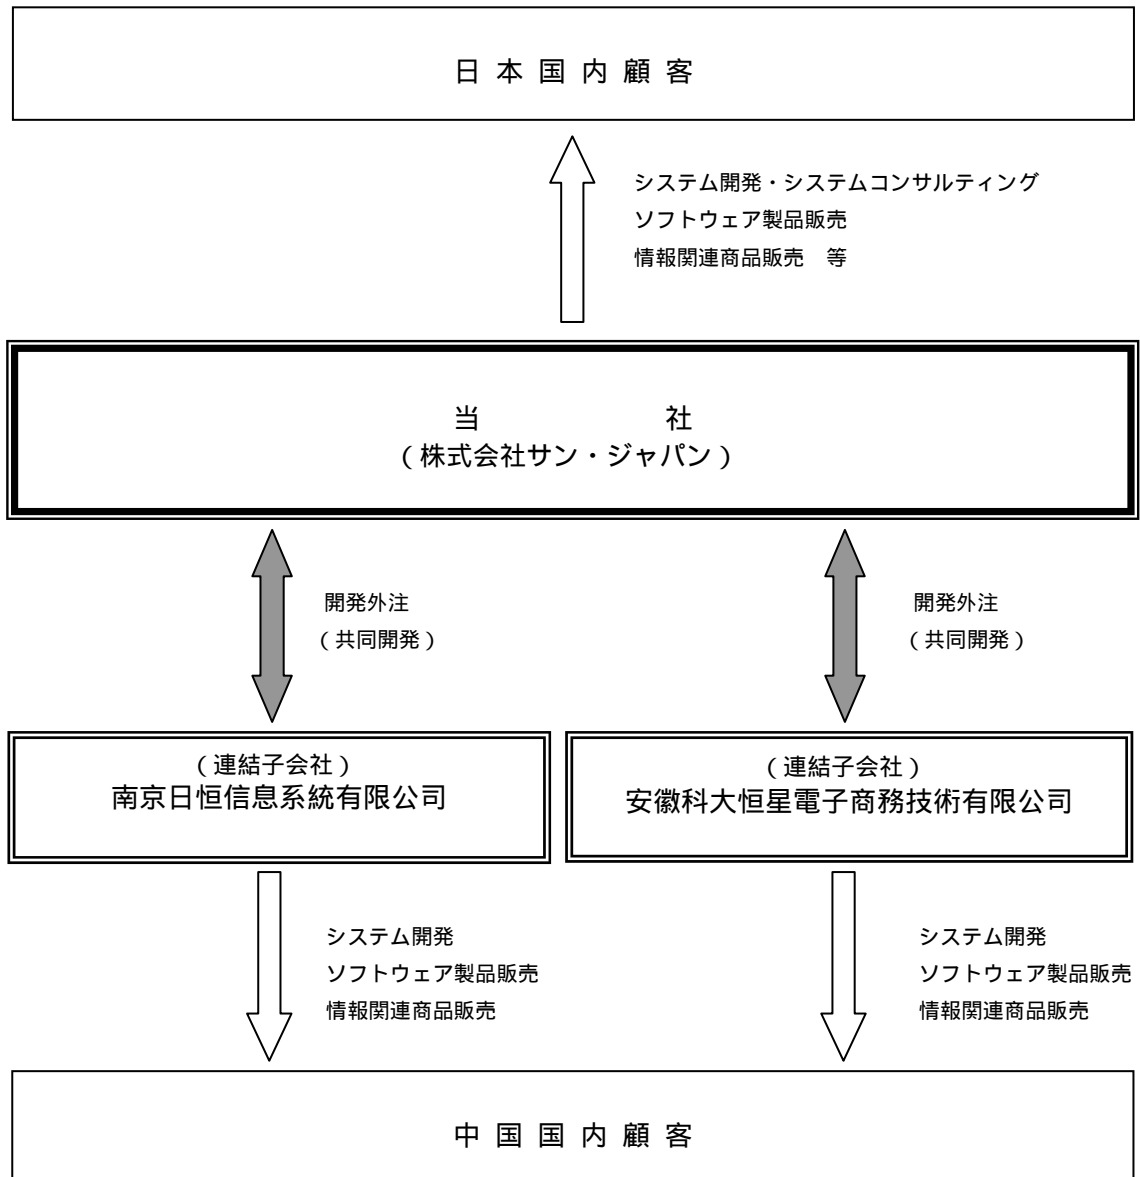 日本国内顧客
システム開発・システムコンサルティング
ソフトウェア製品販売
情報関連商品販売　等
当　　　社
(株式会社サン・ジャパン)
開発外注
(共同開発)
開発外注
(共同開発)
(連結子会社)
南京日恒信息系統有限公司
(連結子会社)
安徽科大恒星電子商務技術有限公司
システム開発
ソフトウェア製品販売
情報関連商品販売
システム開発
ソフトウェア製品販売
情報関連商品販売
中国国内顧客